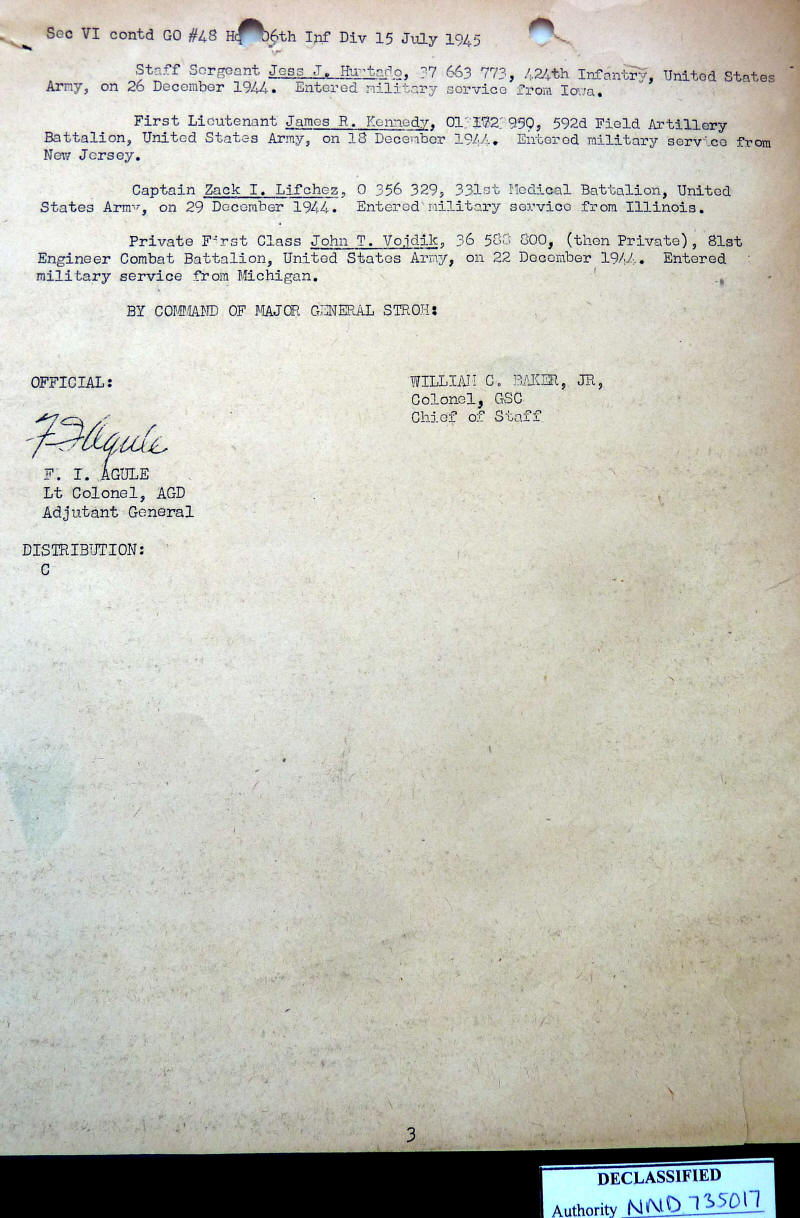 Sec VI contd GO #48 Hq 106th Inf Div 15 July 1945
Staff Sergeant Jess J. Hurtado, 37 663 773, 424th Infantry, United States
Army, on 26 December 1944. Entered military service from Iowa.
First Lieutenant James R. Kennedy, 01 172 959, 592d Field Artillery
Battalion, United States Army, on 18 December 1944. Entered military service from
New Jersey.
Captain Zack I. Lifchez, O 356 329, 331st Medical Battalion, United
States Army, on 29 December 1944. Entered military service from Illinois.
Private First Class John T. Vojdik, 36 588 800, (then Private), 81st
Engineer Combat Battalion, United States Army, on 22 December 1944. Entered
military service from Michigan.
BY COMMAND OF MAJOR GENERAL STROH:
OFFICIAL:
WILLIAM C. BAKER, JR,
Colonel, GSC
Chief of Staff
F I Agule
F. I. AGULE
Lt Colonel, AGD
Adjutant General
DISTRIBUTION:
C
3
DECLASSIFIED
Authority NND 735017